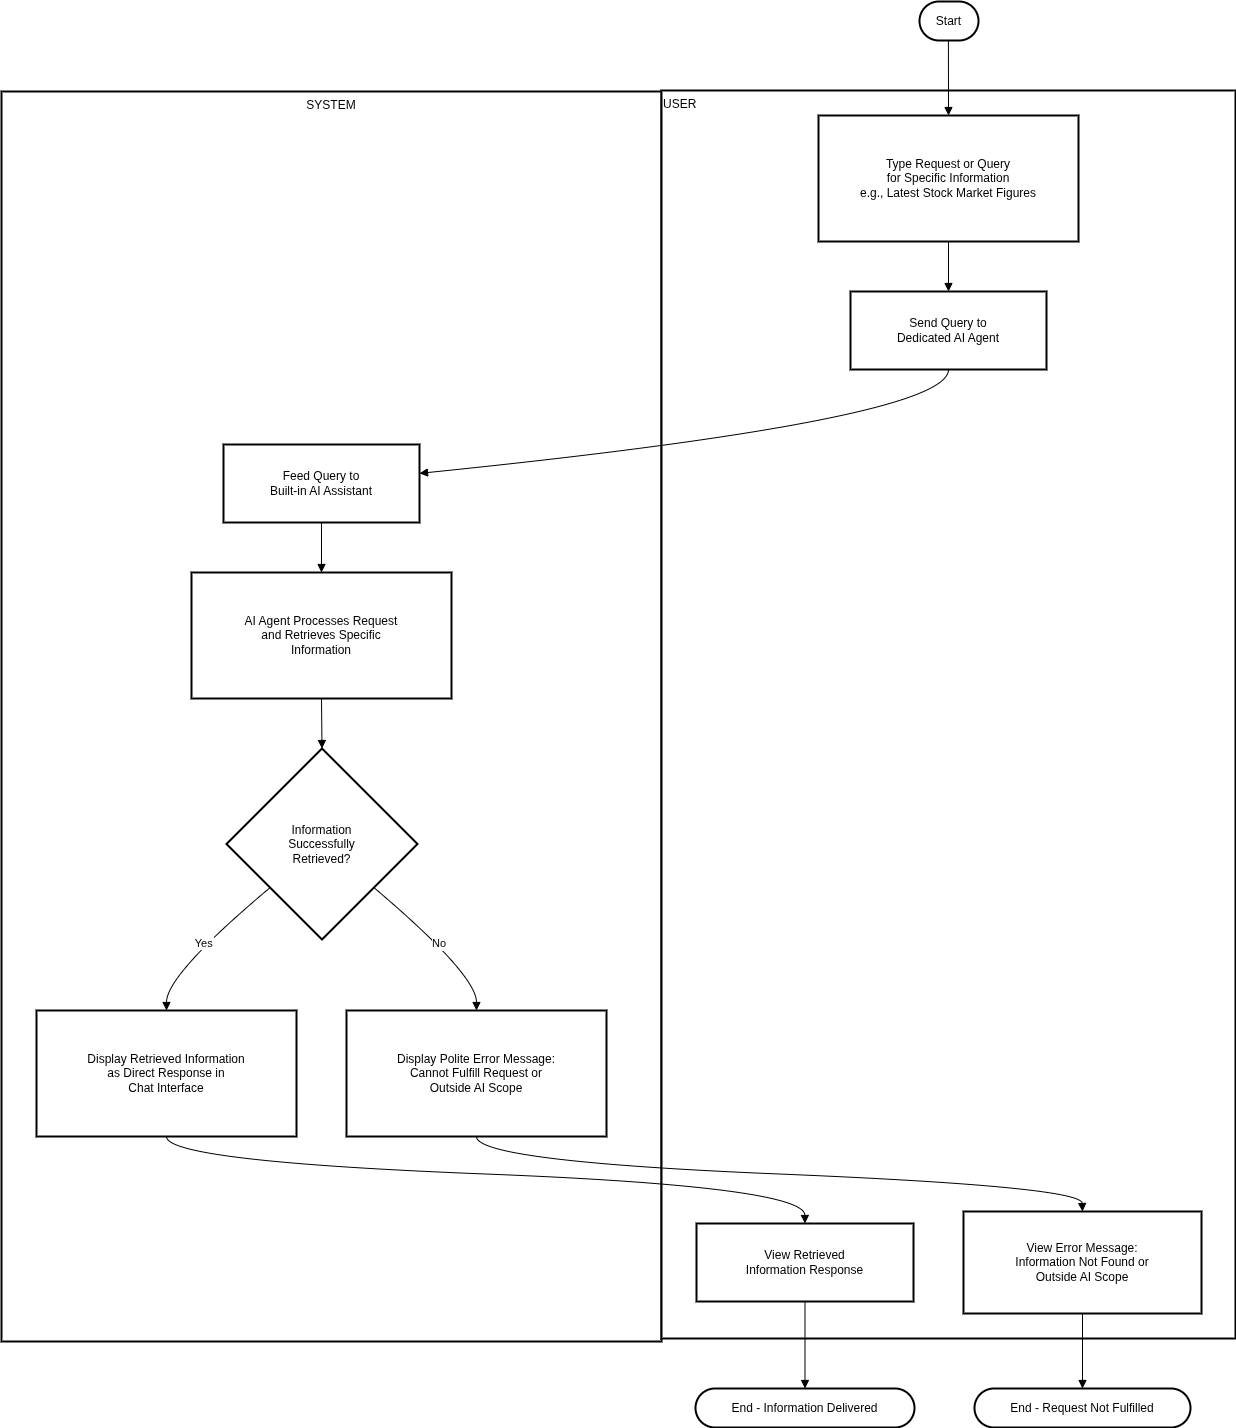 Start
SYSTEM
USER
Type Request or Query
for Specific Information
e.g., Latest Stock Market Figures
Send Query to
Dedicated AI Agent
Feed Query to
Built-in AI Assistant
AI Agent Processes Request
and Retrieves Specific
Information
Information
Successfully
Retrieved?
Yes
No
Display Retrieved Information
as Direct Response in
Chat Interface
Display Polite Error Message:
Cannot Fulfill Request or
Outside AI Scope
View Retrieved
Information Response
View Error Message:
Information Not Found or
Outside AI Scope
End - Information Delivered
End - Request Not Fulfilled